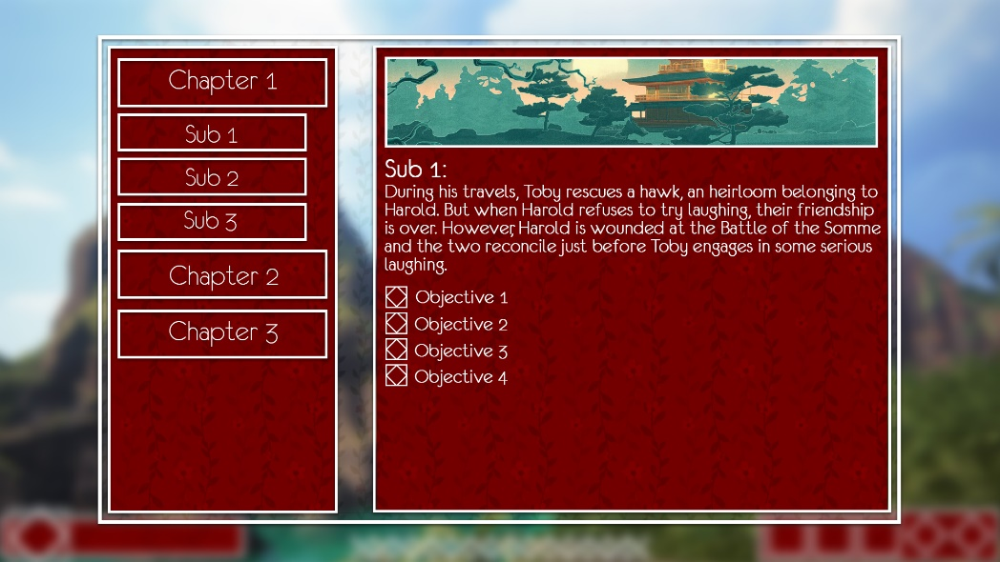 Chapter 1
Sub 1
Sub 2
Sub 3
Chapter 2
Chapter 3
Sub 1:
During his travels, Toby rescues a hawk, an heirloom belonging to
Harold. But when Harold refuses to try laughing, their friendship
is over. However, Harold is wounded at the Battle of the Somme
and the two reconcile just before Toby engages in some serious
laughing.
Objective 1
Objective 2
Objective 3
Objective 4